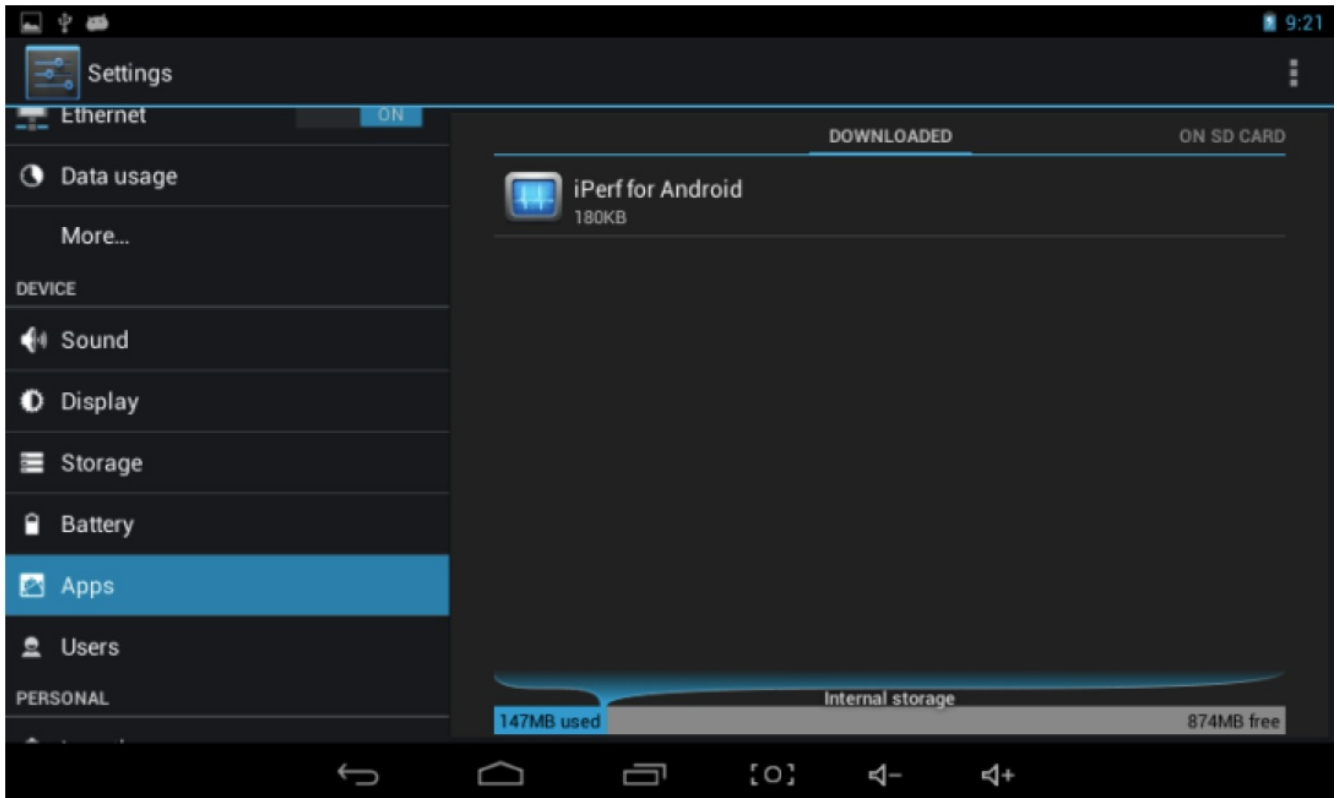 9:21
Settings
Ethernet ON
Data usage
More...
DEVICE
Sound
Display
Storage
Battery
Apps
Users
PERSONAL
DOWNLOADED ON SD CARD
iPerf for Android
180KB
Internal storage
147MB used 874MB free